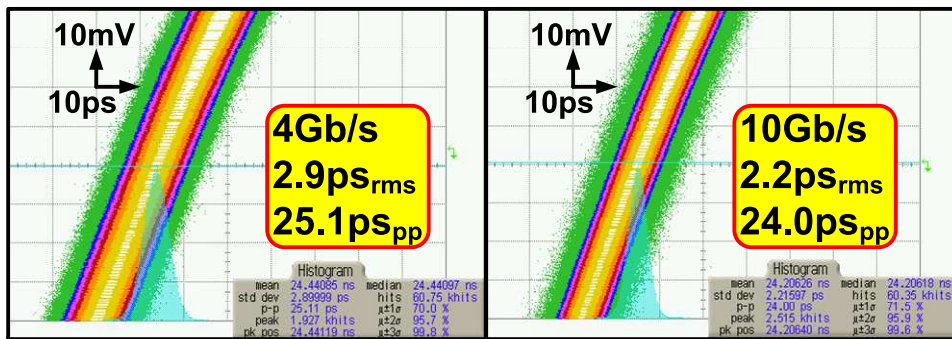 10mV
10ps
4Gb/s
2.9psrms
25.1pspp
Histogram
mean 24.44085 ns median 24.44097 ns
std dev 2.89999 ps hits 60.75 khits
p-p 25.11 ps μ±1σ 70.0 %
peak 1.927 khits μ±2σ 95.7 %
pk pos 24.44119 ns μ±3σ 99.8 %
10mV
10ps
10Gb/s
2.2psrms
24.0pspp
Histogram
mean 24.20626 ns median 24.20618 ns
std dev 2.21597 ps hits 60.35 khits
p-p 24.00 ps μ±1σ 71.5 %
peak 2.515 khits μ±2σ 95.9 %
pk pos 24.20640 ns μ±3σ 99.6 %